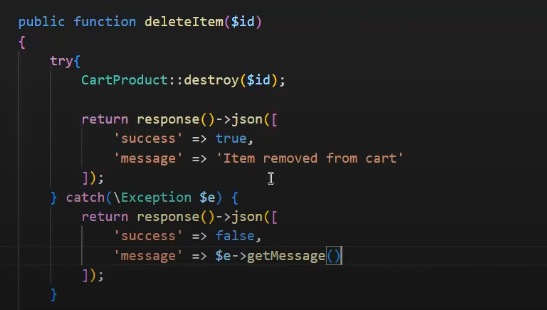 public function deleteItem($id)
{
    try{
        CartProduct::destroy($id);

        return response()->json([
            'success' => true,
            'message' => 'Item removed from cart'
        ]);
    } catch(\Exception $e) {
        return response()->json([
            'success' => false,
            'message' => $e->getMessage()
        ]);
    }